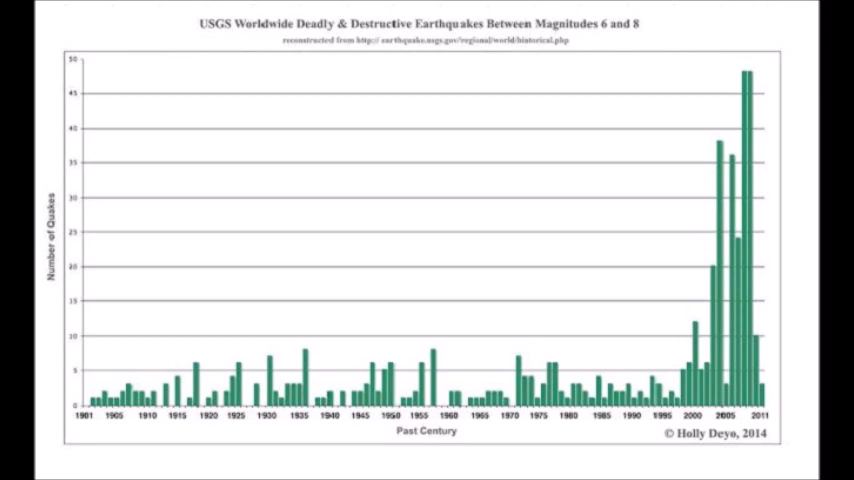 USGS Worldwide Deadly & Destructive Earthquakes Between Magnitudes 6 and 8
reconstructed from http:// earthquake.usgs.gov/regional/world/historical.php
50
45
40
35
30
25
20
15
10
5
0
Number of Quakes
1901 1905 1910 1915 1920 1925 1930 1935 1940 1945 1950 1955 1960 1965 1970 1975 1980 1985 1990 1995 2000 2005 2011
Past Century
© Holly Deyo, 2014